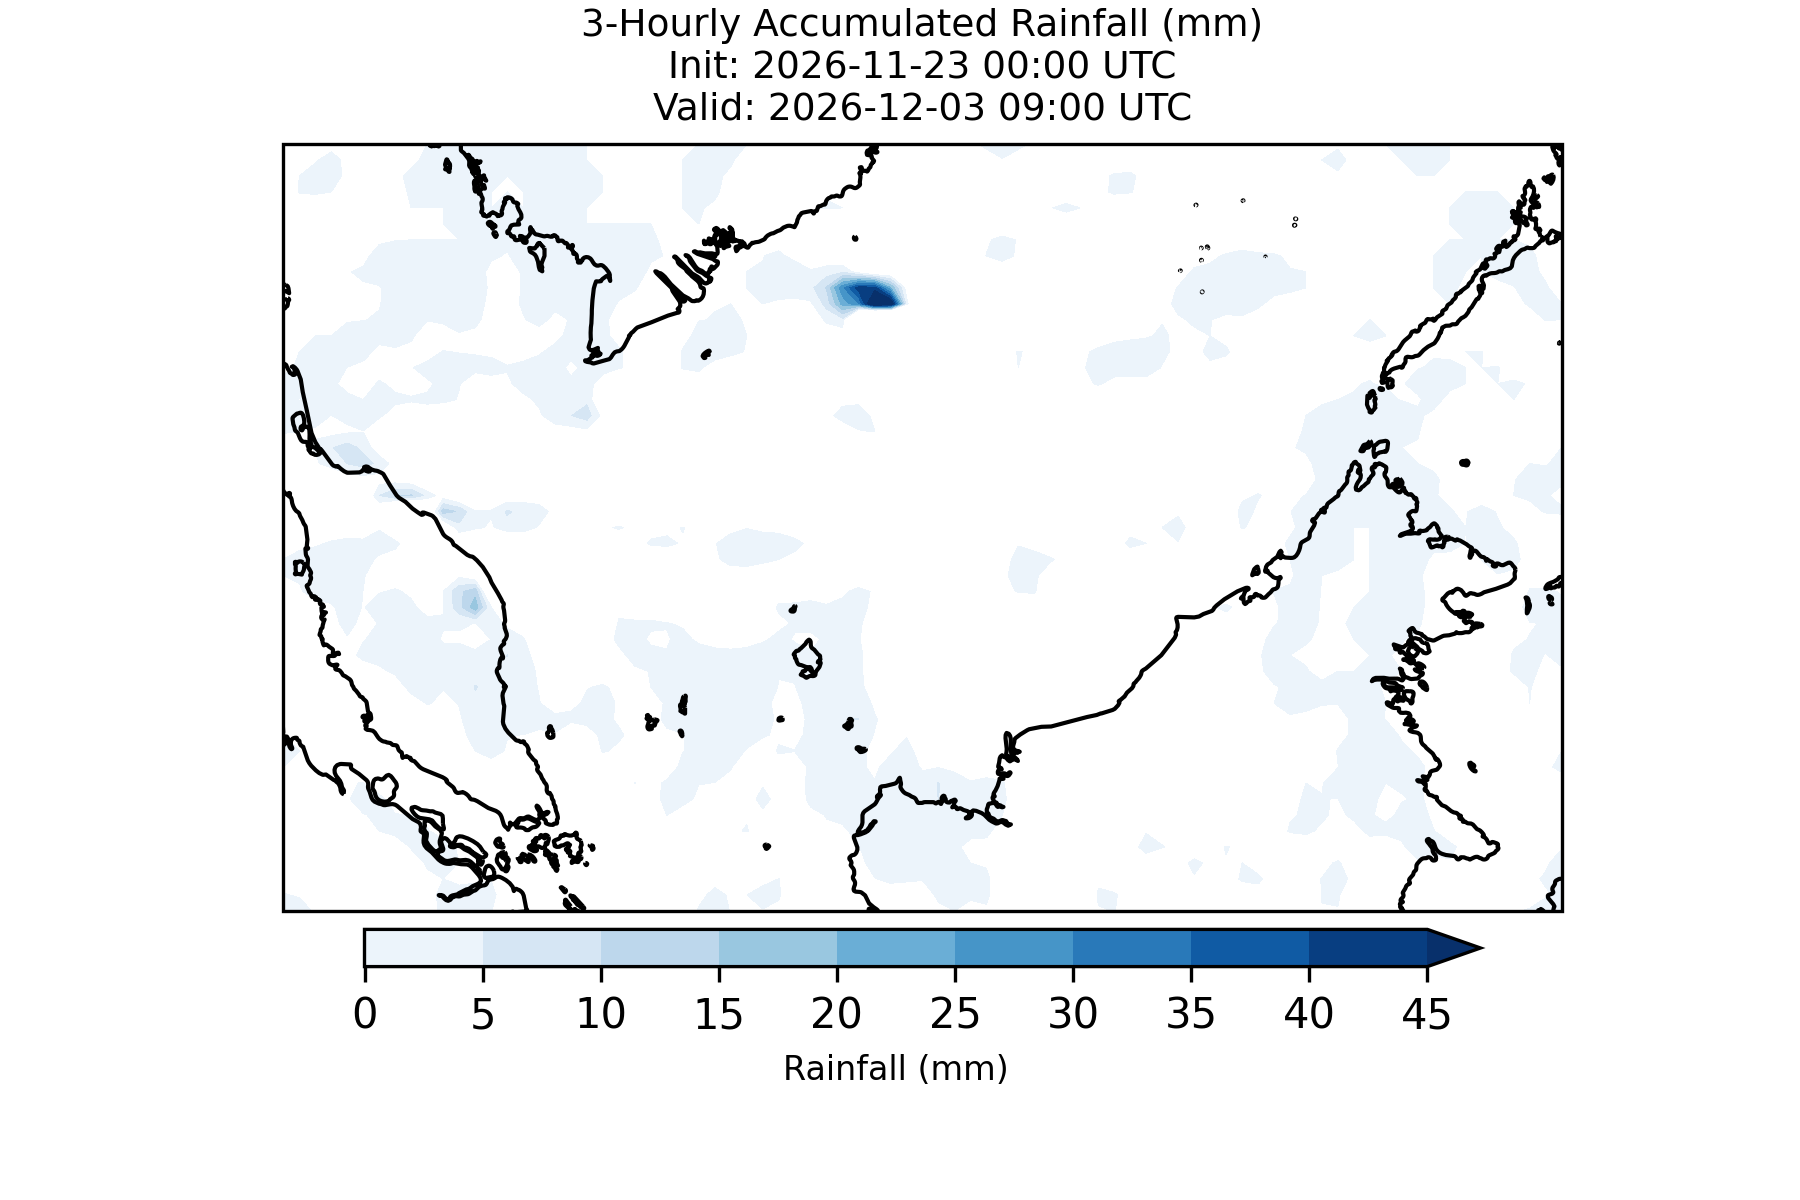 3-Hourly Accumulated Rainfall (mm)
Init: 2026-11-23 00:00 UTC
Valid: 2026-12-03 09:00 UTC
0 5 10 15 20 25 30 35 40 45
Rainfall (mm)